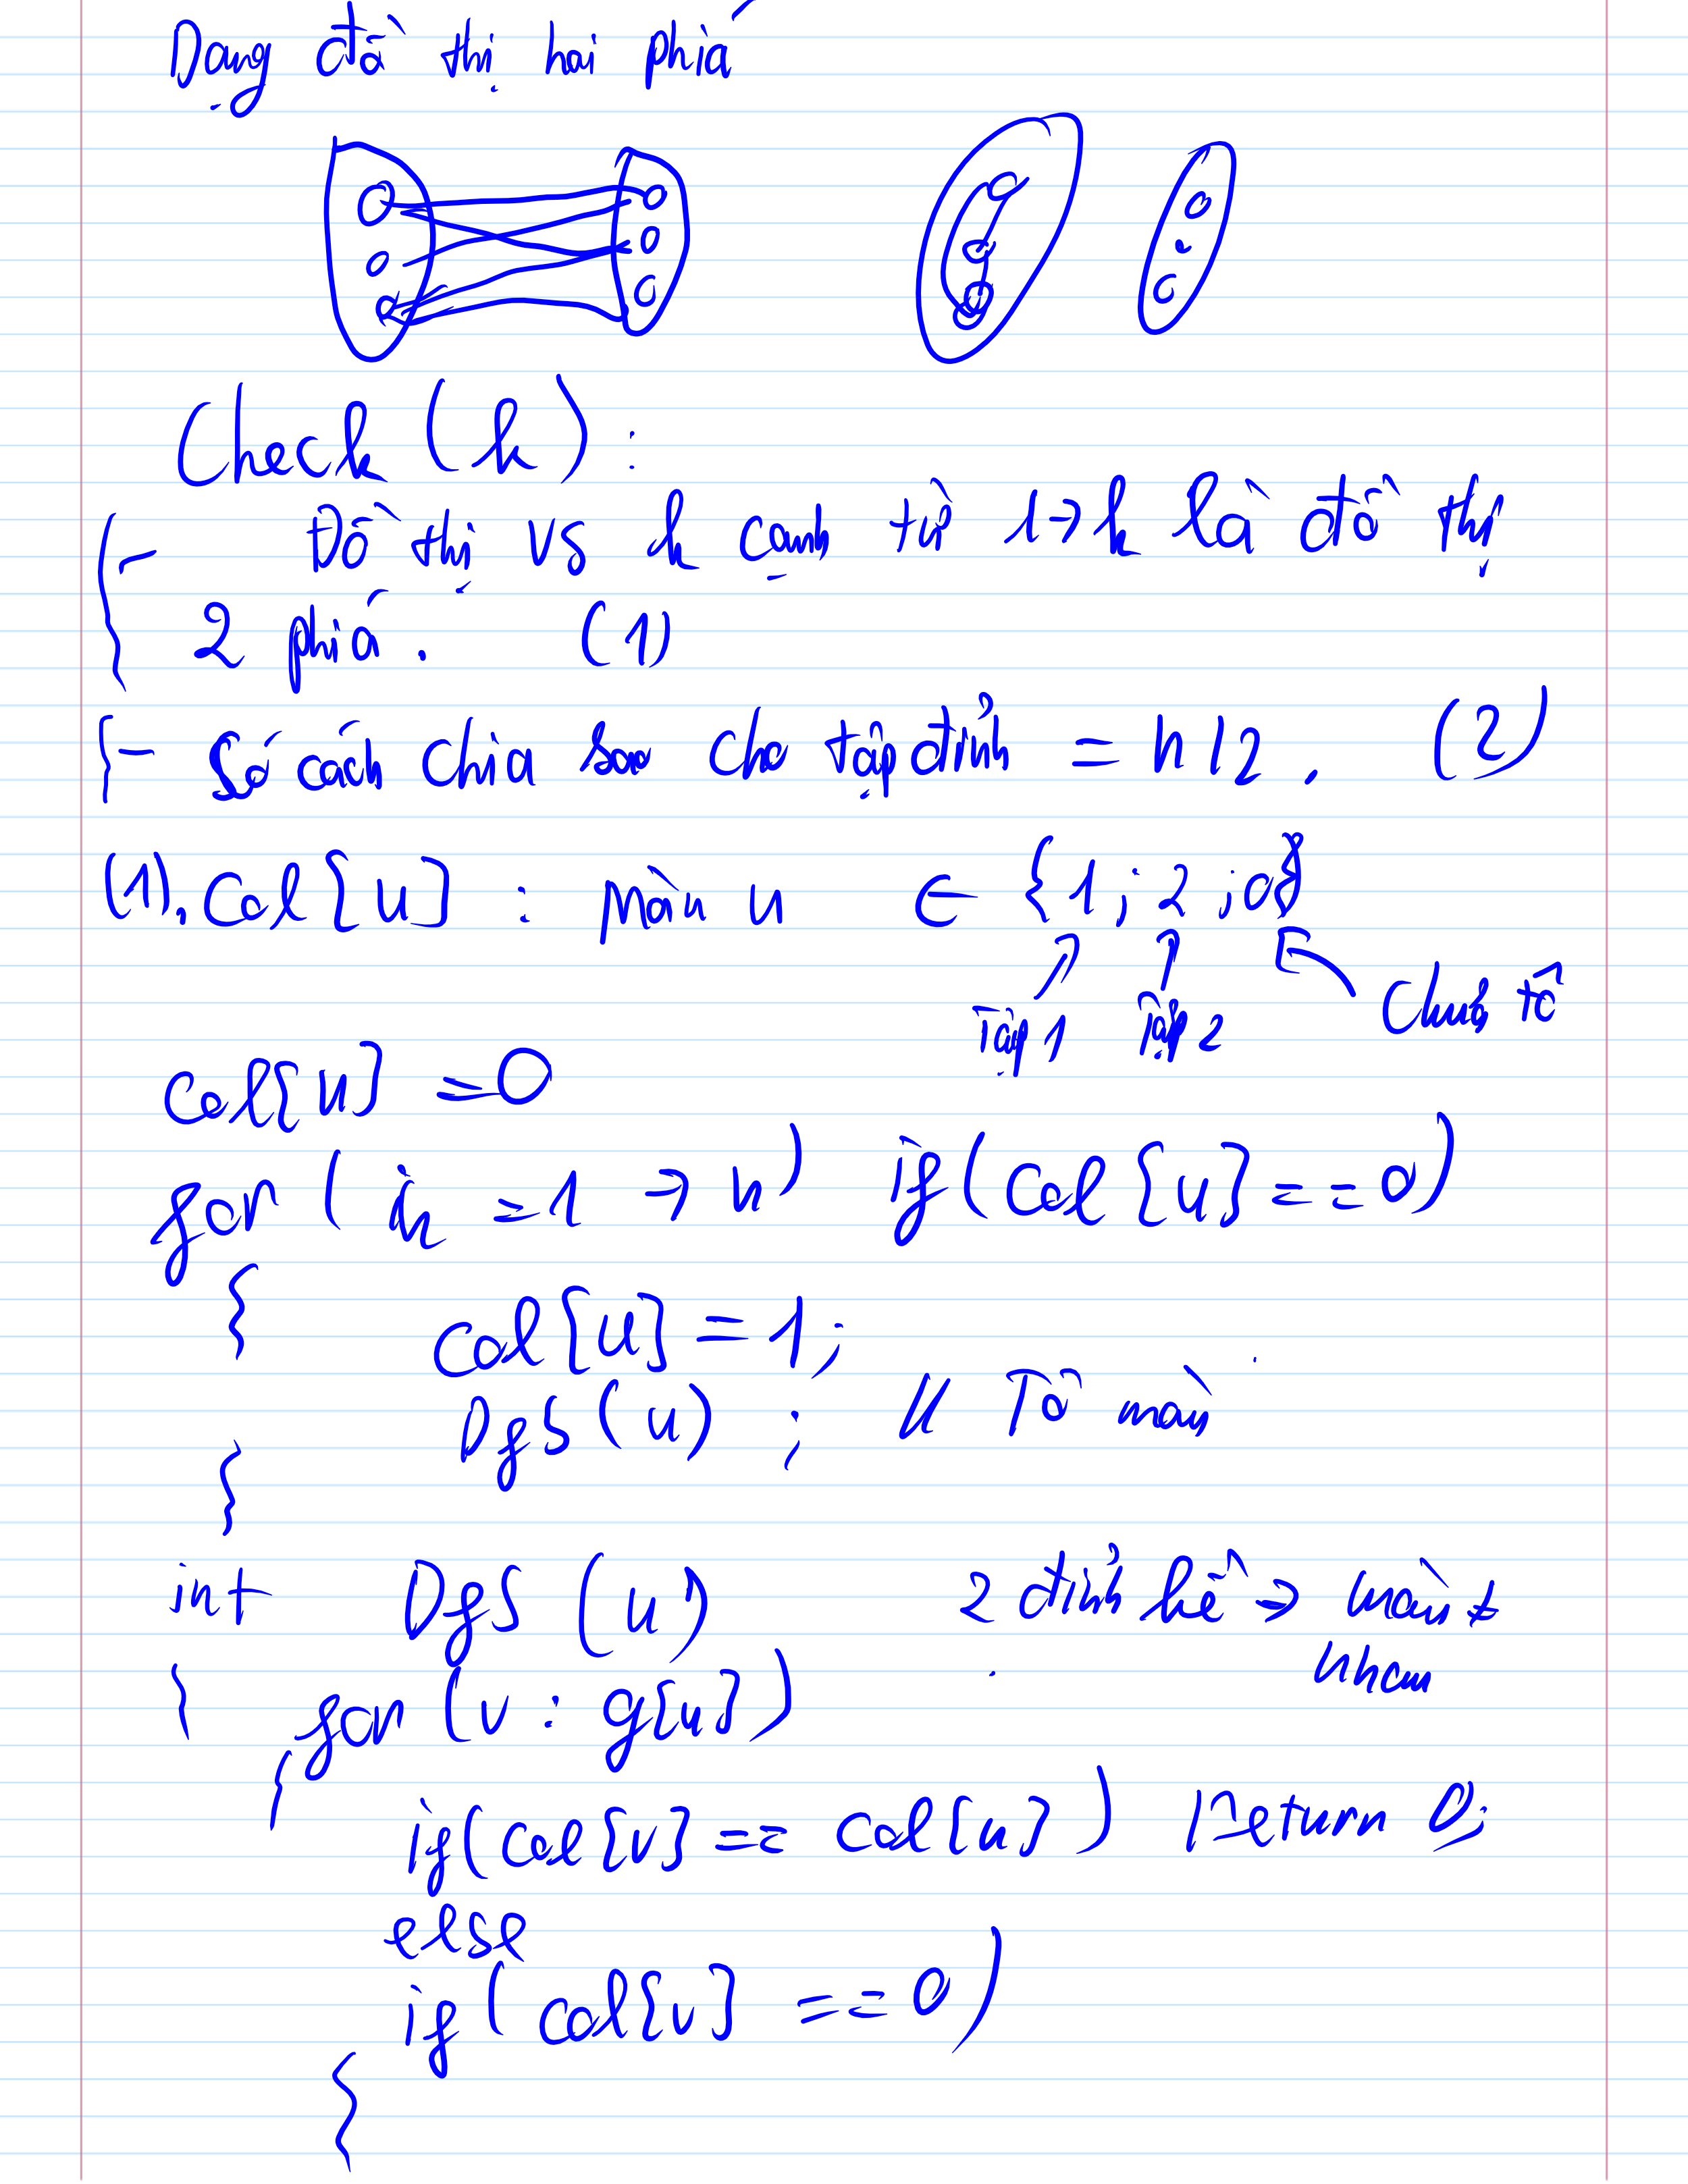 Dạng đồ thị hai phía
Check (k) :
Đồ thị vs k cạnh từ 1 -> k là đồ thị
2 phía . (1)
- Số cách chia sao cho tập đỉnh = n/2 . (2)
(1). Col[u] : màu u ∈ {1; 2; 0}
Tập 1 Tập 2 Chưa tô
Col[u] = 0
for ( u = 1 -> n) if (Col[u] == 0)
{
Col[u] = 1;
Dfs(u) ; // Tô màu
}
int Dfs (u) 2 đỉnh kề => màu ≠
nhau
{ for (v : g[u])
{
if(Col[v] == Col[u]) return 0;
else
if(Col[v] == 0)
{